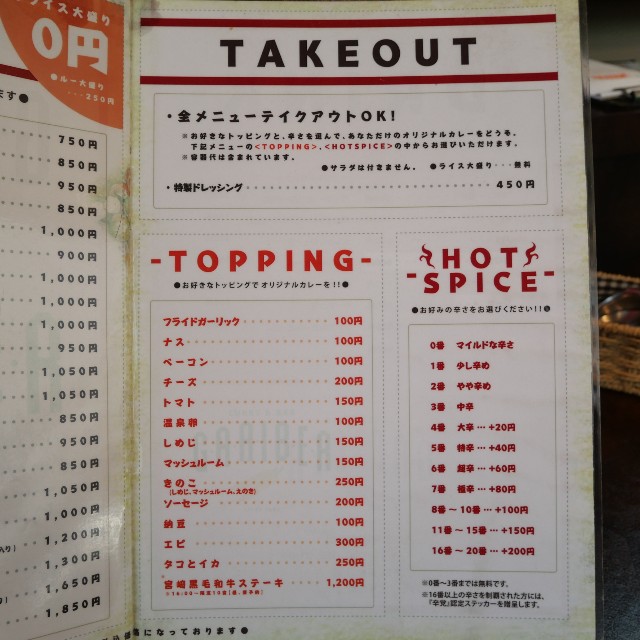 ライス大盛り
0円
●ルー大盛り
･･･250円
ます●
750円
850円
950円
850円
1,000円
900円
1,000円
1,000円
1,000円
1,050円
850円
950円
850円
1,050円
1,000円
1,200円
1,300円
1,650円
1,850円
TAKEOUT
・全メニューテイクアウトOK!
※お好きなトッピングと、辛さを選んで、あなただけのオリジナルカレーをどうぞ。
下記メニューの<TOPPING>、<HOTSPICE>の中からお選びいただけます。
※容器代は含まれています。
●サラダは付きません。 ●ライス大盛り･･･無料
・特製ドレッシング 450円
-TOPPING-
●お好きなトッピングでオリジナルカレーを!!●
フライドガーリック 100円
ナス 100円
ベーコン 100円
チーズ 200円
トマト 150円
温泉卵 100円
しめじ 150円
マッシュルーム 150円
きのこ 250円
(しめじ、マッシュルーム、えのき)
ソーセージ 200円
納豆 100円
エビ 300円
タコとイカ 250円
宮崎黒毛和牛ステーキ 1,200円
-HOT SPICE-
●お好みの辛さをお選びください!!●
0番 マイルドな辛さ
1番 少し辛め
2番 やや辛め
3番 中辛
4番 大辛 … +20円
5番 特辛 … +40円
6番 超辛 … +60円
7番 極辛 … +80円
8番 〜 10番 … +100円
11番 〜 15番 … +150円
16番 〜 20番 … +200円
※0番〜3番までは無料です。
※16番以上の辛さを制覇された方には、
「辛党」認定ステッカーを贈呈します。
になっております●